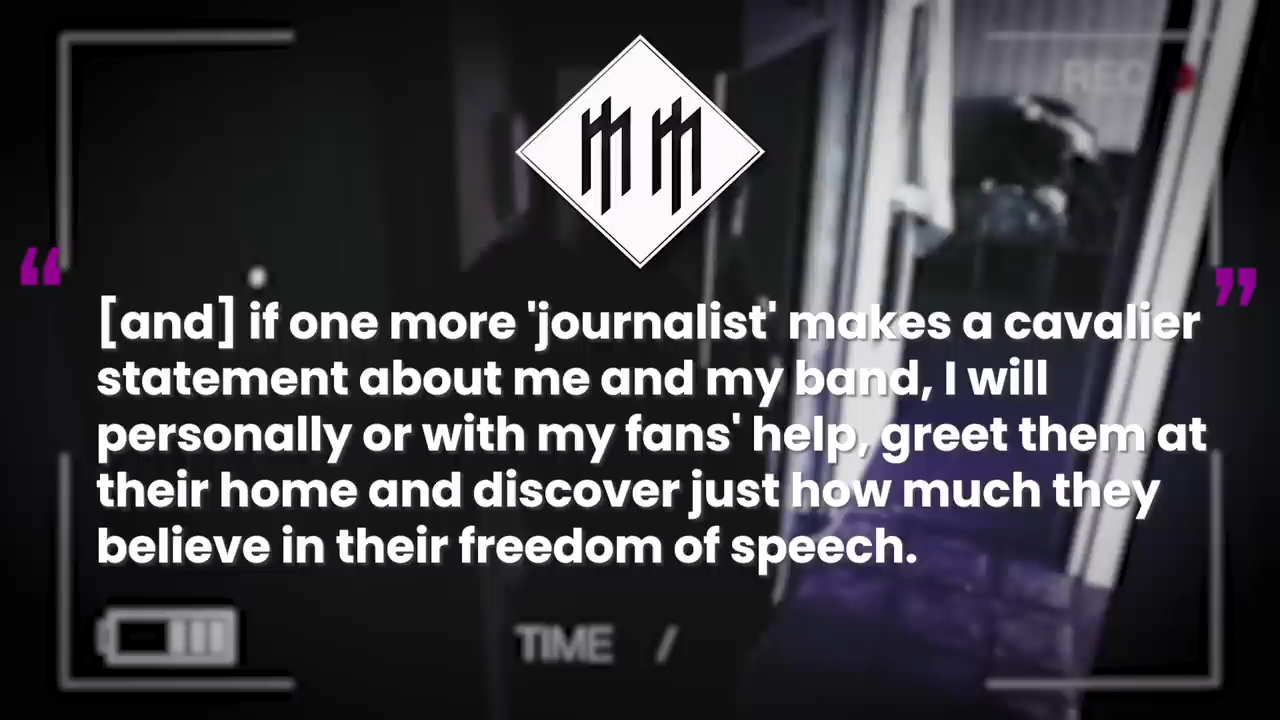 REC
“
”
[and] if one more 'journalist' makes a cavalier
statement about me and my band, I will
personally or with my fans' help, greet them at
their home and discover just how much they
believe in their freedom of speech.
TIME /